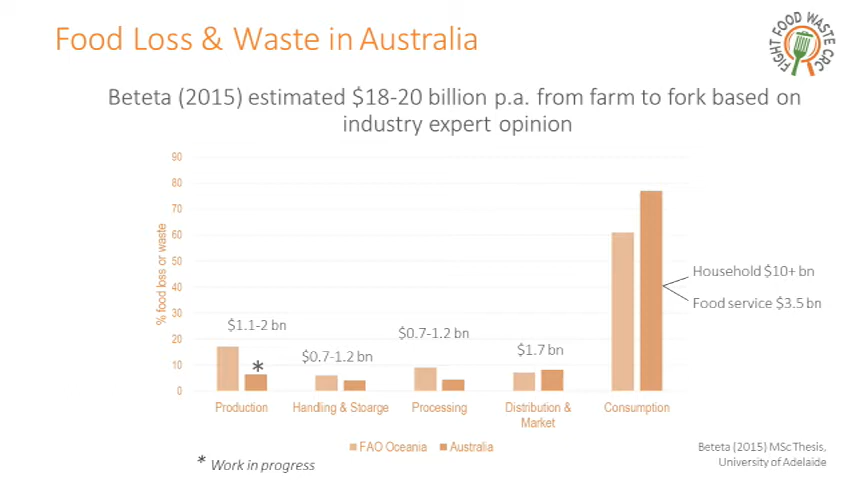 Food Loss & Waste in Australia
FIGHT FOOD WASTE CRC
Beteta (2015) estimated $18-20 billion p.a. from farm to fork based on
industry expert opinion
90
80
70
60
50
40
30
20
10
0
% food loss or waste
$1.1-2 bn
*
$0.7-1.2 bn
$0.7-1.2 bn
$1.7 bn
Household $10+ bn
Food service $3.5 bn
Production
Handling & Stoarge
Processing
Distribution &
Market
Consumption
FAO Oceania
Australia
* Work in progress
Beteta (2015) MSc Thesis,
University of Adelaide